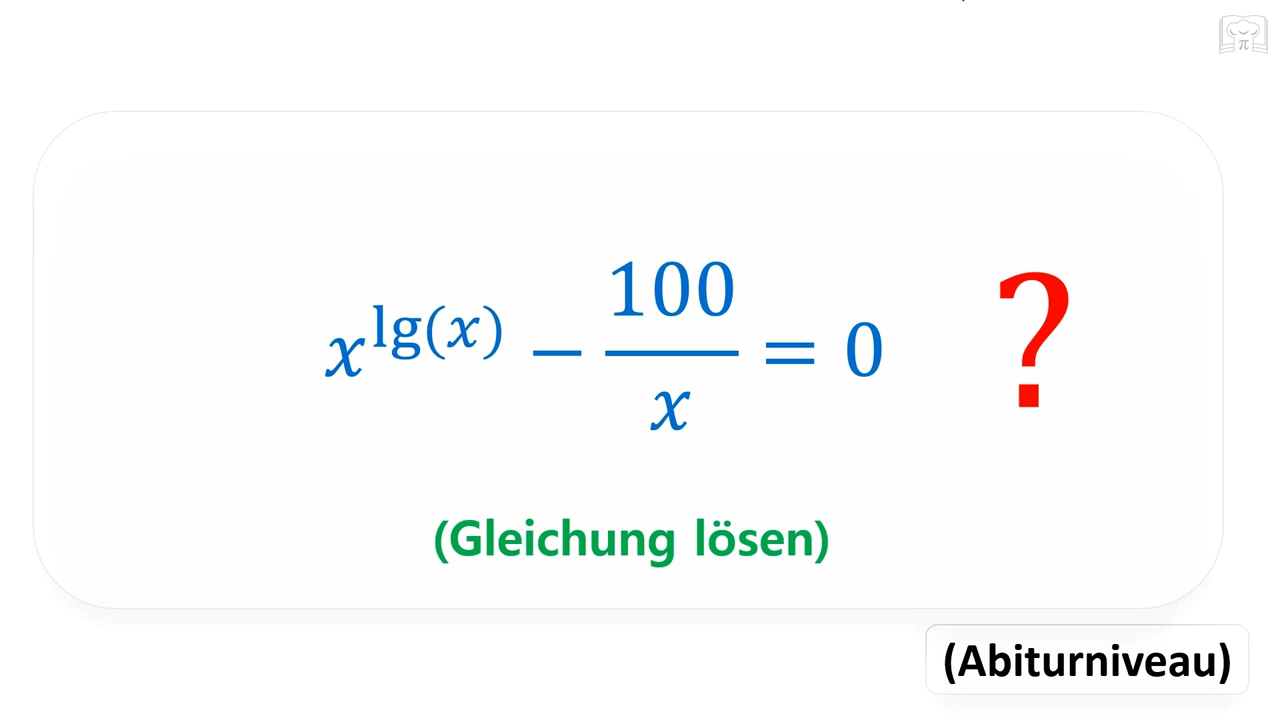 x^lg(x) − 100/x = 0 ?
(Gleichung lösen)
(Abiturniveau)